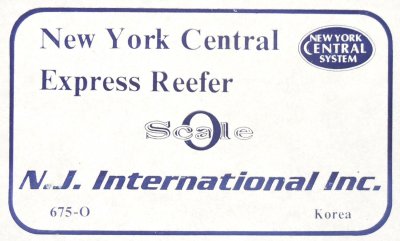 New York Central
NEW YORK
CENTRAL
SYSTEM
Express Reefer
O Scale
N.J. International Inc.
675-O
Korea